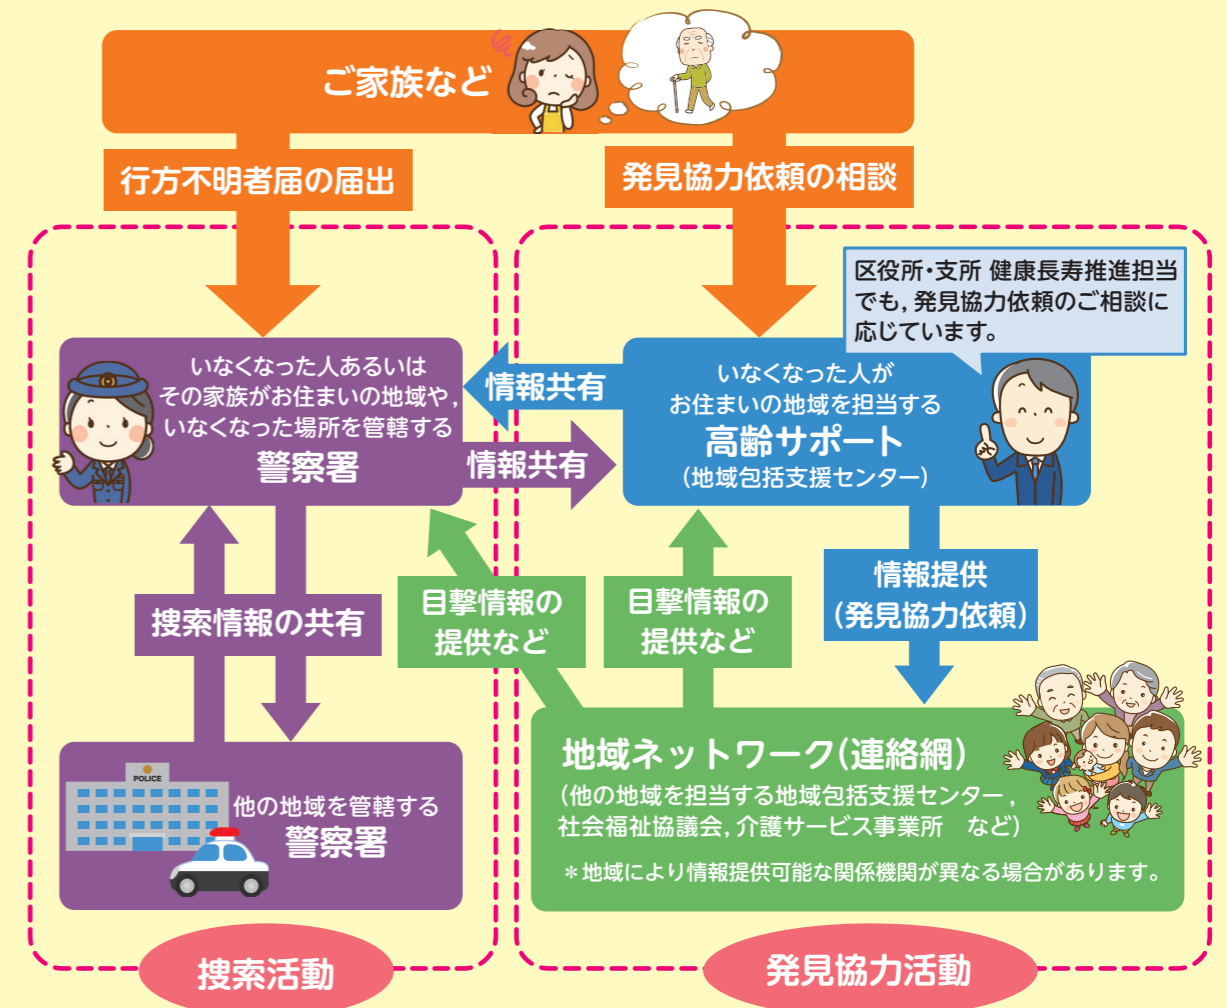 ご家族など
行方不明者届の届出
発見協力依頼の相談
区役所・支所 健康長寿推進担当
でも,発見協力依頼のご相談に
応じています。
いなくなった人あるいは
その家族がお住まいの地域や,
いなくなった場所を管轄する
警察署
情報共有
情報共有
いなくなった人が
お住まいの地域を担当する
高齢サポート
(地域包括支援センター)
捜索情報の共有
目撃情報の
提供など
目撃情報の
提供など
情報提供
(発見協力依頼)
POLICE
他の地域を管轄する
警察署
地域ネットワーク(連絡網)
(他の地域を担当する地域包括支援センター,
社会福祉協議会,介護サービス事業所　など)
*地域により情報提供可能な関係機関が異なる場合があります。
捜索活動
発見協力活動